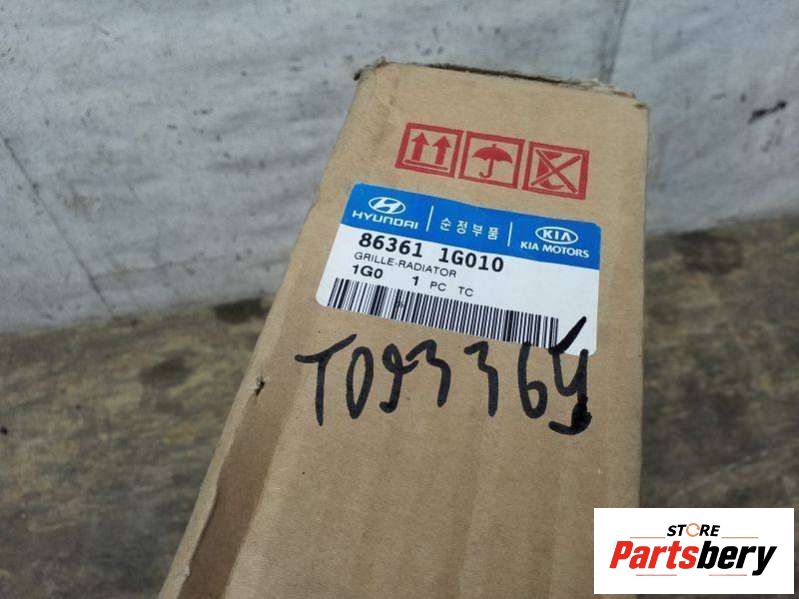 HYUNDAI
순정부품
KIA
KIA MOTORS
86361 1G010
GRILLE-RADIATOR
1G0 1 PC TC
T093364
STORE
Partsbery